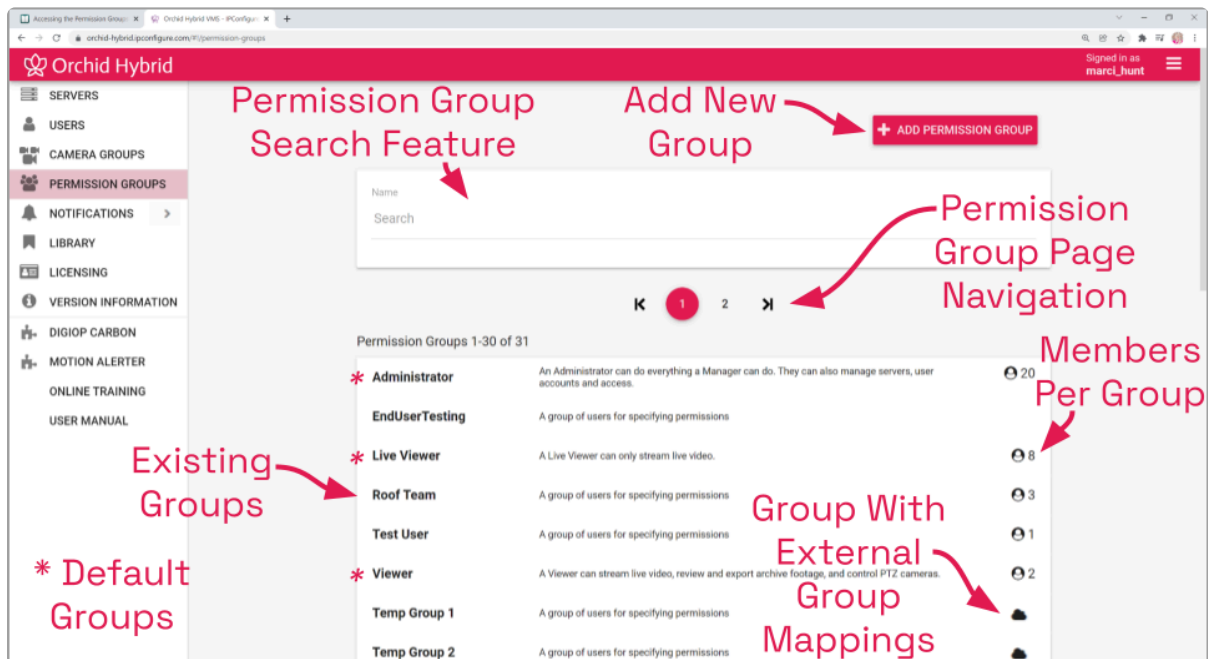 Accessing the Permission Group
Orchid Hybrid VMS - IPConfigur
orchid-hybrid.ipconfigure.com/#!/permission-groups
Orchid Hybrid
Signed in as
marci_hunt
SERVERS
USERS
CAMERA GROUPS
PERMISSION GROUPS
NOTIFICATIONS
LIBRARY
LICENSING
VERSION INFORMATION
DIGIOP CARBON
MOTION ALERTER
ONLINE TRAINING
USER MANUAL
Permission Group
Search Feature
Add New
Group
+ ADD PERMISSION GROUP
Name
Search
Permission
Group Page
Navigation
1 2
Permission Groups 1-30 of 31
Members
Per Group
* Administrator An Administrator can do everything a Manager can do. They can also manage servers, user 20
accounts and access.
EndUserTesting A group of users for specifying permissions
* Live Viewer A Live Viewer can only stream live video. 8
Existing
Groups
Roof Team A group of users for specifying permissions 3
Test User A group of users for specifying permissions 1
* Viewer A Viewer can stream live video, review and export archive footage, and control PTZ cameras. 2
Temp Group 1 A group of users for specifying permissions
Temp Group 2 A group of users for specifying permissions
Group With
External
Group
Mappings
* Default
Groups